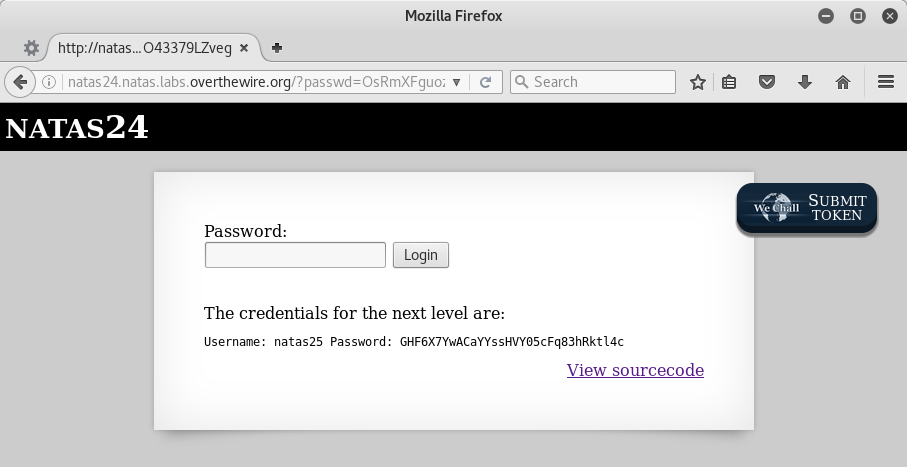 Mozilla Firefox
http://natas...O43379LZveg
natas24.natas.labs.overthewire.org/?passwd=OsRmXFguoz
Search
NATAS24
We Chall
SUBMIT
TOKEN
Password:
Login
The credentials for the next level are:
Username: natas25 Password: GHF6X7YwACaYYssHVY05cFq83hRktl4c
View sourcecode